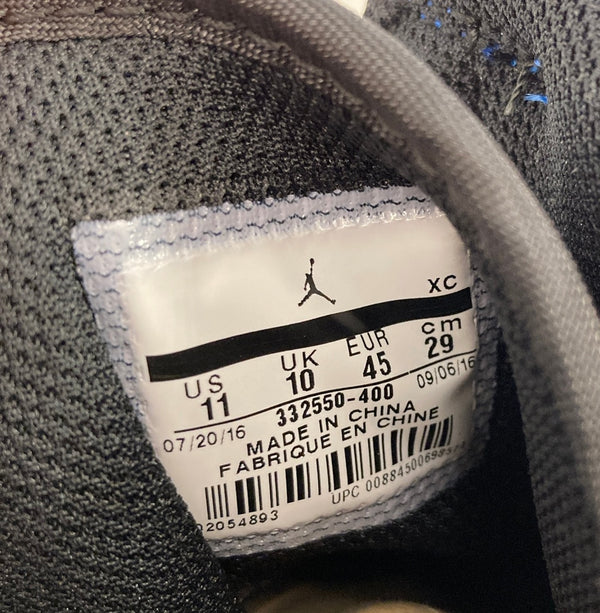 XC
US UK EUR cm
11 10 45 29
332550-400
07/20/16 09/06/16
MADE IN CHINA
FABRIQUE EN CHINE
UPC
2054893